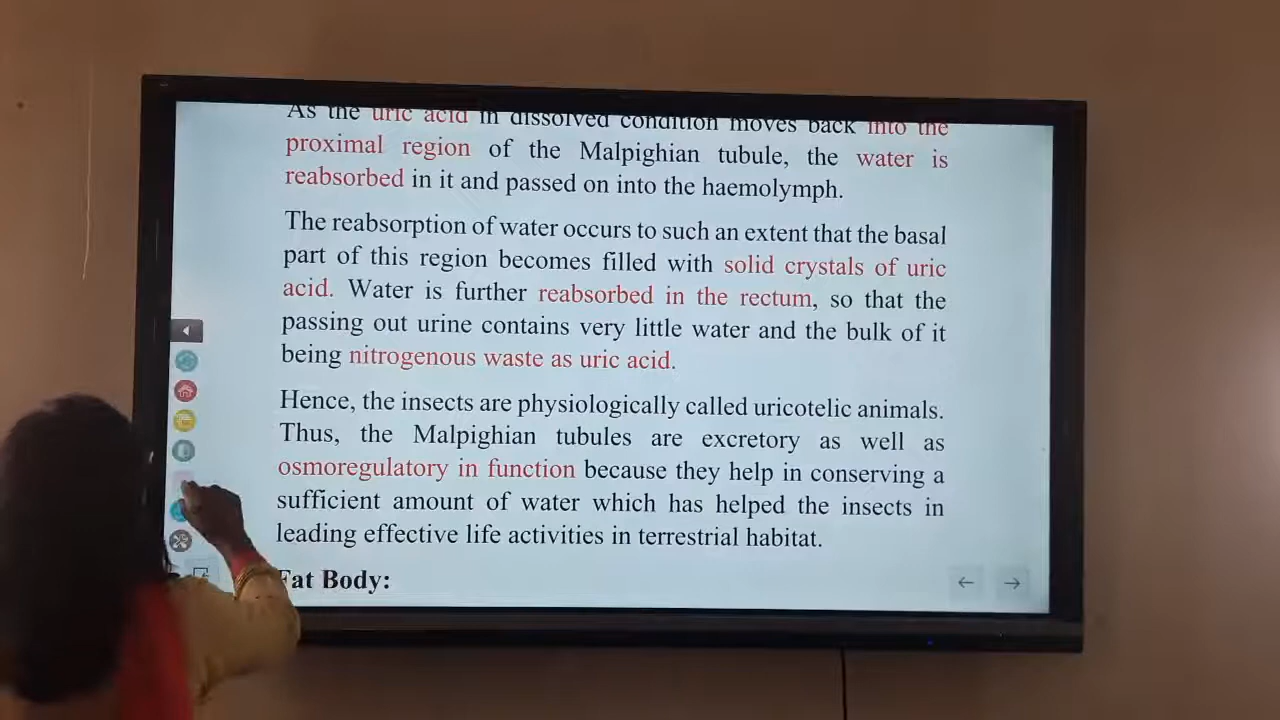 As the uric acid in dissolved condition moves back into the
proximal region of the Malpighian tubule, the water is
reabsorbed in it and passed on into the haemolymph.
The reabsorption of water occurs to such an extent that the basal
part of this region becomes filled with solid crystals of uric
acid. Water is further reabsorbed in the rectum, so that the
passing out urine contains very little water and the bulk of it
being nitrogenous waste as uric acid.
Hence, the insects are physiologically called uricotelic animals.
Thus, the Malpighian tubules are excretory as well as
osmoregulatory in function because they help in conserving a
sufficient amount of water which has helped the insects in
leading effective life activities in terrestrial habitat.
Fat Body: